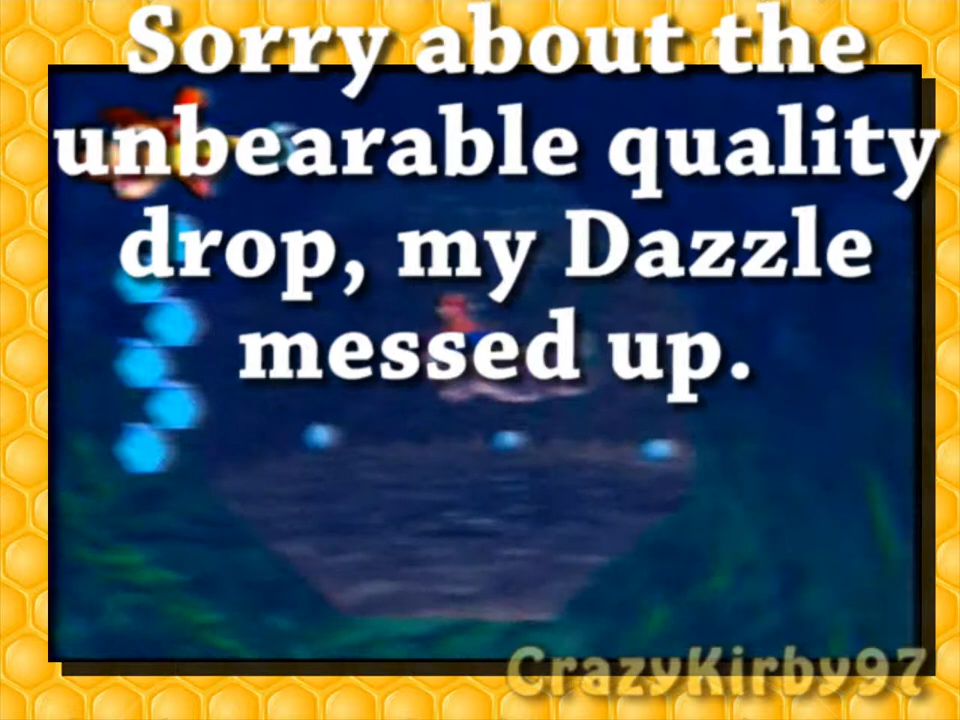 Sorry about the
unbearable quality
drop, my Dazzle
messed up.
CrazyKirby97